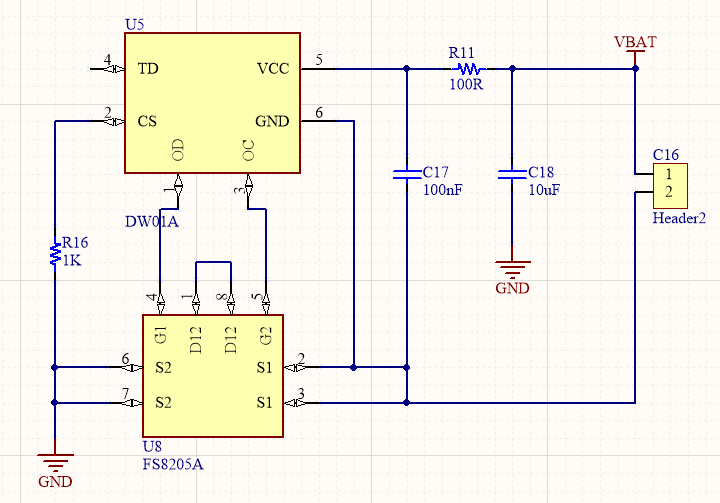 U5
4
TD
VCC
5
2
CS
GND
6
OD
OC
1
3
DW01A
R11
100R
VBAT
C17
100nF
C18
10uF
C16
1
2
Header2
GND
R16
1K
4
1
8
5
G1
D12
D12
G2
6
S2
S1
2
7
S2
S1
3
U8
FS8205A
GND